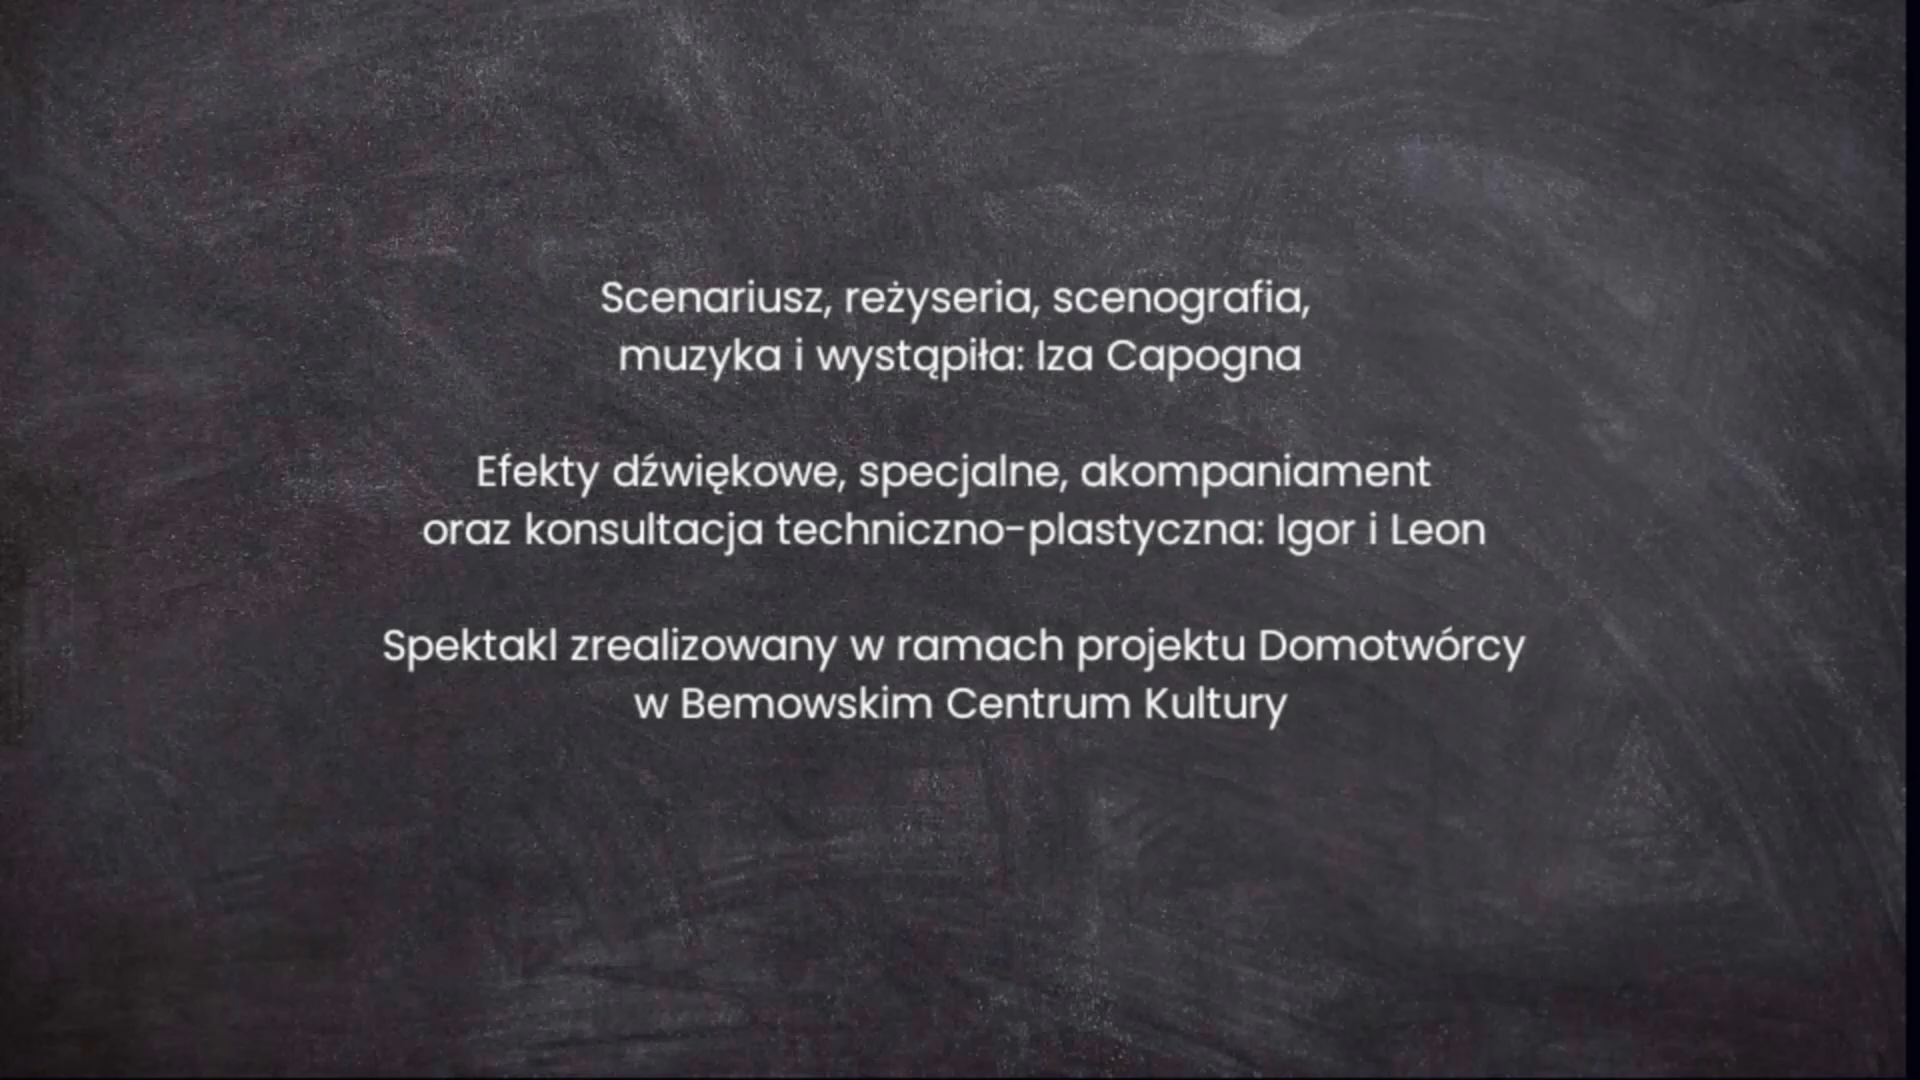 Scenariusz, reżyseria, scenografia,
muzyka i wystąpiła: Iza Capogna
Efekty dźwiękowe, specjalne, akompaniament
oraz konsultacja techniczno-plastyczna: Igor i Leon
Spektakl zrealizowany w ramach projektu Domotwórcy
w Bemowskim Centrum Kultury